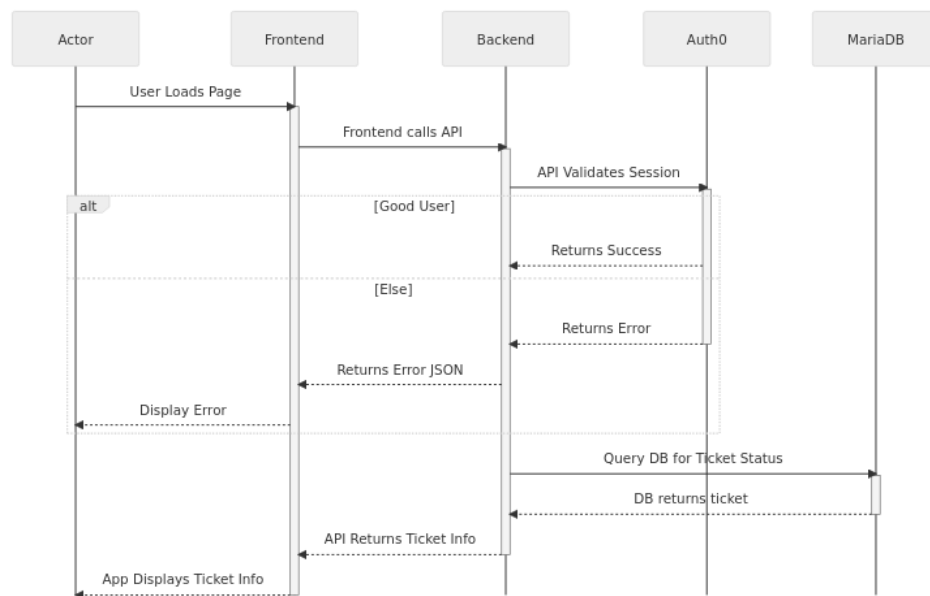 Actor
Frontend
Backend
Auth0
MariaDB
User Loads Page
Frontend calls API
API Validates Session
alt
[Good User]
Returns Success
[Else]
Returns Error
Returns Error JSON
Display Error
Query DB for Ticket Status
DB returns ticket
API Returns Ticket Info
App Displays Ticket Info